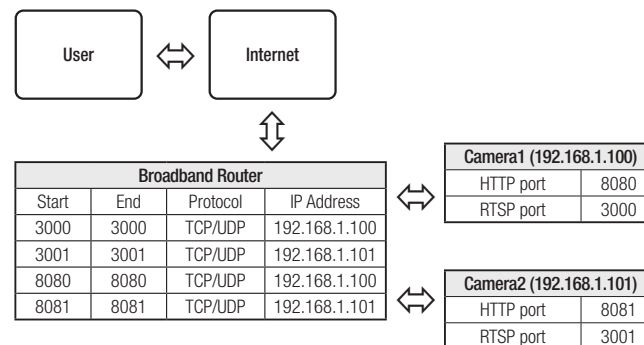 User
Internet
Broadband Router
Start End Protocol IP Address
3000 3000 TCP/UDP 192.168.1.100
3001 3001 TCP/UDP 192.168.1.101
8080 8080 TCP/UDP 192.168.1.100
8081 8081 TCP/UDP 192.168.1.101
Camera1 (192.168.1.100)
HTTP port 8080
RTSP port 3000
Camera2 (192.168.1.101)
HTTP port 8081
RTSP port 3001